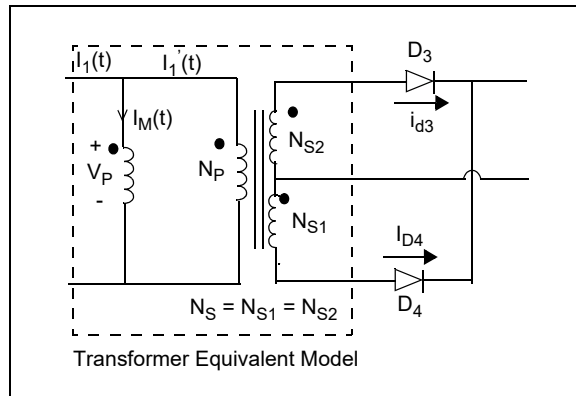 I1(t)
I1'(t)
D3
IM(t)
id3
+
VP
-
NP
NS2
NS1
ID4
D4
NS = NS1 = NS2
Transformer Equivalent Model